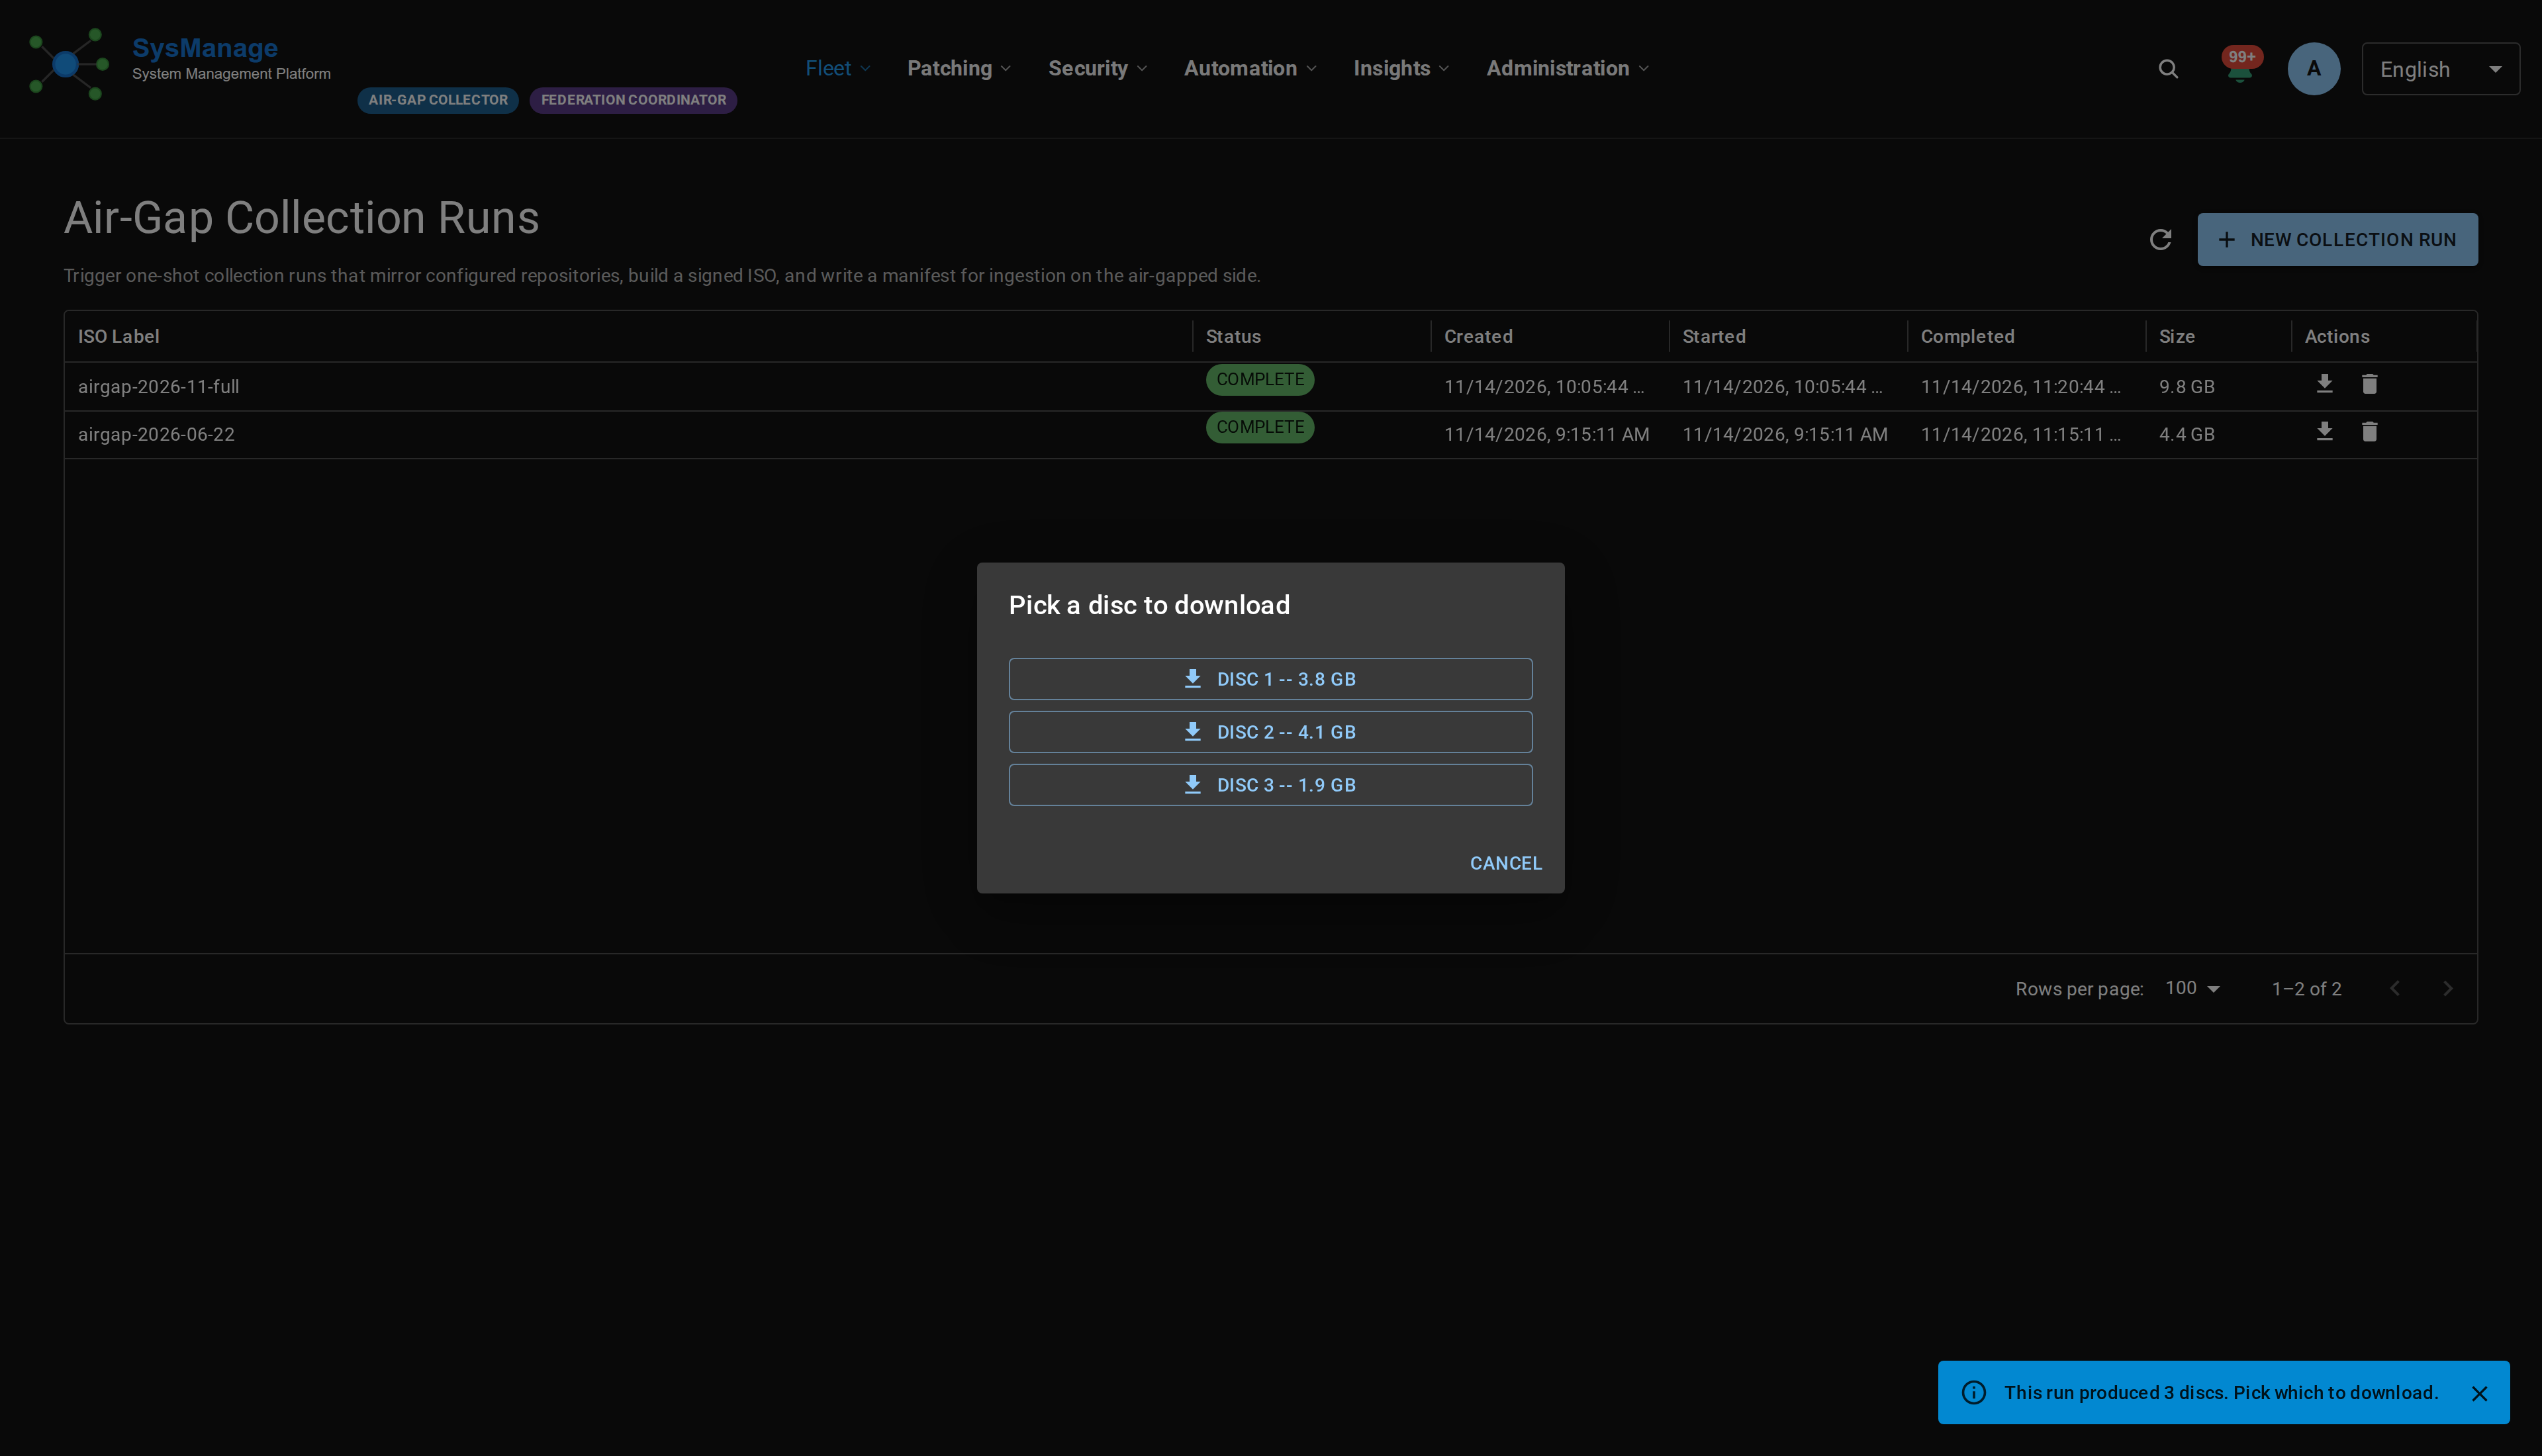 SysManage
System Management Platform
AIR-GAP COLLECTOR FEDERATION COORDINATOR
Fleet Patching Security Automation Insights Administration
99+
A
English
Air-Gap Collection Runs
NEW COLLECTION RUN
Trigger one-shot collection runs that mirror configured repositories, build a signed ISO, and write a manifest for ingestion on the air-gapped side.
ISO Label Status Created Started Completed Size Actions
airgap-2026-11-full COMPLETE 11/14/2026, 10:05:44 ... 11/14/2026, 10:05:44 ... 11/14/2026, 11:20:44 ... 9.8 GB
airgap-2026-06-22 COMPLETE 11/14/2026, 9:15:11 AM 11/14/2026, 9:15:11 AM 11/14/2026, 11:15:11 ... 4.4 GB
Pick a disc to download
DISC 1 -- 3.8 GB
DISC 2 -- 4.1 GB
DISC 3 -- 1.9 GB
CANCEL
Rows per page: 100 1–2 of 2
This run produced 3 discs. Pick which to download.